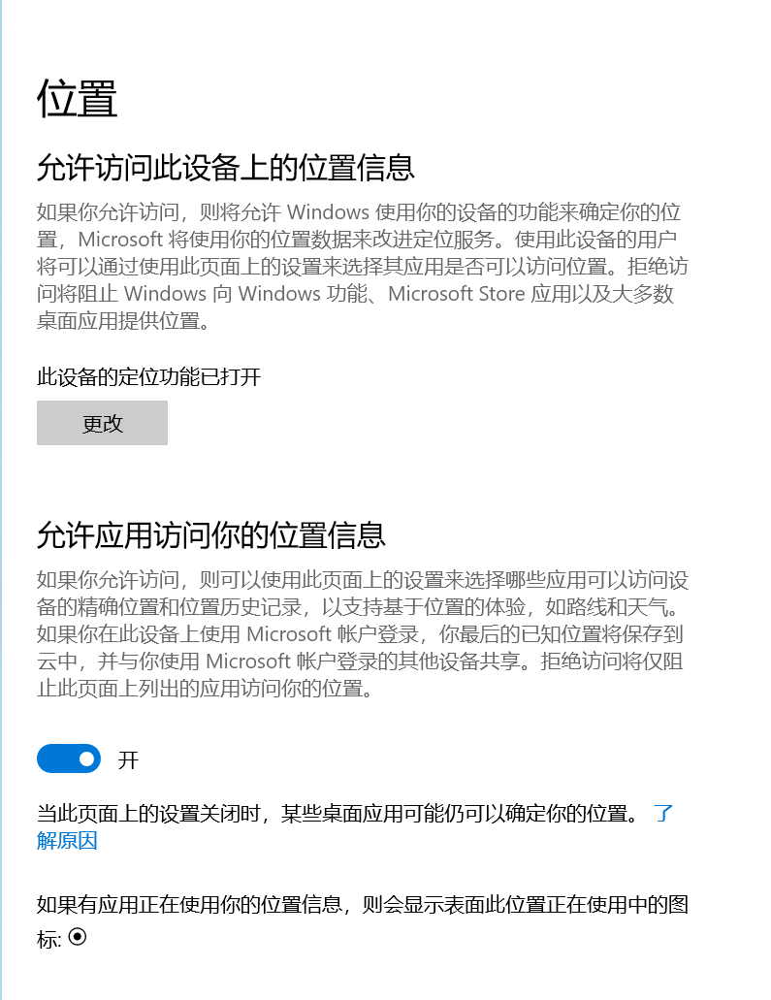 位置
允许访问此设备上的位置信息
如果你允许访问，则将允许 Windows 使用你的设备的功能来确定你的位
置，Microsoft 将使用你的位置数据来改进定位服务。使用此设备的用户
将可以通过使用此页面上的设置来选择其应用是否可以访问位置。拒绝访
问将阻止 Windows 向 Windows 功能、Microsoft Store 应用以及大多数
桌面应用提供位置。
此设备的定位功能已打开
更改
允许应用访问你的位置信息
如果你允许访问，则可以使用此页面上的设置来选择哪些应用可以访问设
备的精确位置和位置历史记录，以支持基于位置的体验，如路线和天气。
如果你在此设备上使用 Microsoft 帐户登录，你最后的已知位置将保存到
云中，并与你使用 Microsoft 帐户登录的其他设备共享。拒绝访问将仅阻
止此页面上列出的应用访问你的位置。
开
当此页面上的设置关闭时，某些桌面应用可能仍可以确定你的位置。 了
解原因
如果有应用正在使用你的位置信息，则会显示表面此位置正在使用中的图
标: